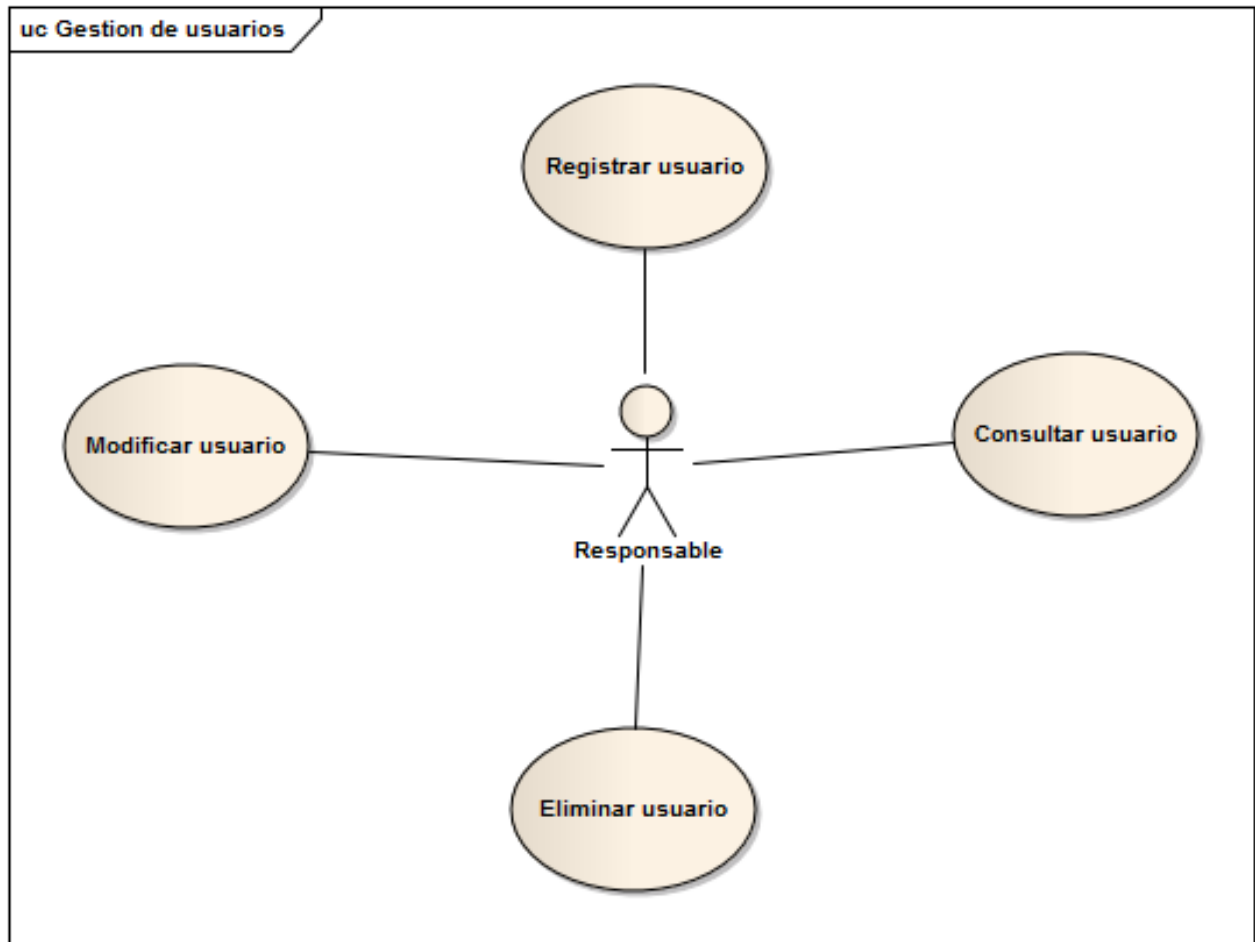 uc Gestion de usuarios
Registrar usuario
Modificar usuario
Consultar usuario
Responsable
Eliminar usuario